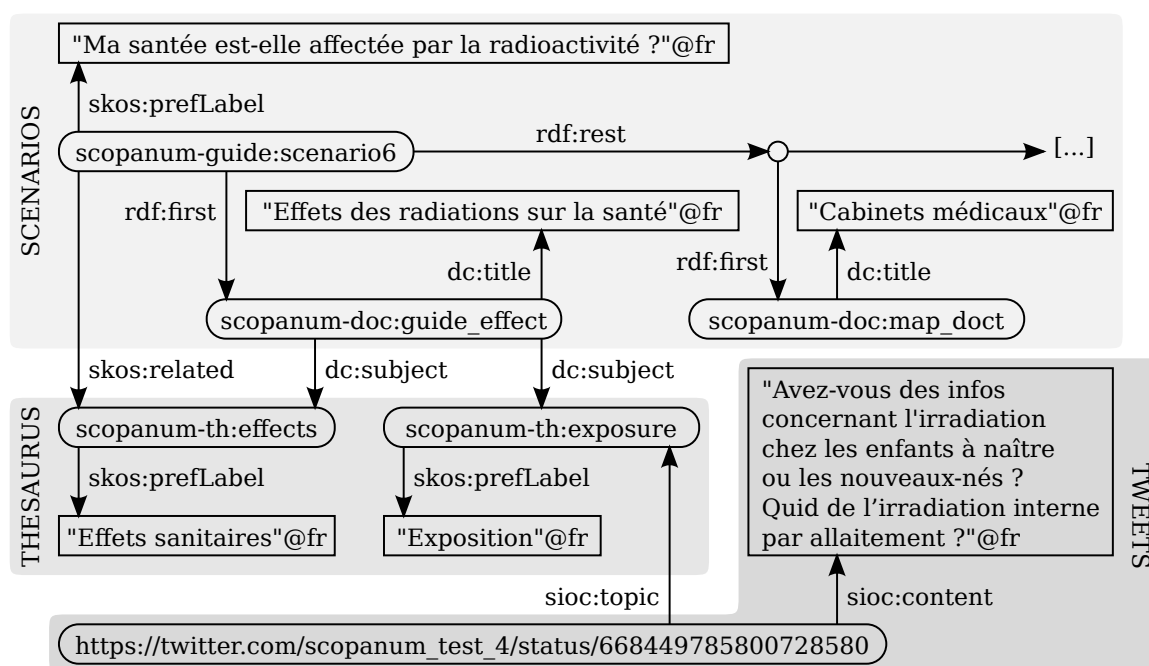 SCENARIOS
"Ma santée est-elle affectée par la radioactivité ?"@fr
skos:prefLabel
scopanum-guide:scenario6
rdf:rest
[...]
rdf:first
"Effets des radiations sur la santé"@fr
"Cabinets médicaux"@fr
dc:title
rdf:first
dc:title
scopanum-doc:guide_effect
scopanum-doc:map_doct
skos:related
dc:subject
dc:subject
THESAURUS
scopanum-th:effects
scopanum-th:exposure
skos:prefLabel
skos:prefLabel
"Effets sanitaires"@fr
"Exposition"@fr
TWEETS
"Avez-vous des infos
concernant l'irradiation
chez les enfants à naître
ou les nouveaux-nés ?
Quid de l’irradiation interne
par allaitement ?"@fr
sioc:topic
sioc:content
https://twitter.com/scopanum_test_4/status/668449785800728580